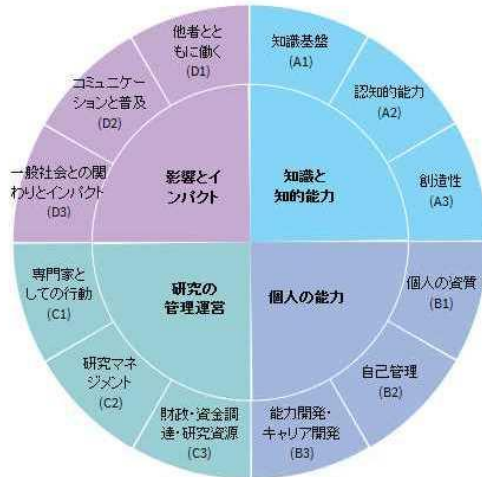 他者とと
もに働く
(D1)
知識基盤
(A1)
コミュニケー
ションと普及
(D2)
認知的能力
(A2)
一般社会との関
わりとインパクト
(D3)
影響とイ
ンパクト
知識と
知的能力
創造性
(A3)
専門家と
しての行動
(C1)
研究の
管理運営
個人の能力
個人の資質
(B1)
研究マネ
ジメント
(C2)
自己管理
(B2)
財政・資金調
達・研究資源
(C3)
能力開発・
キャリア開発
(B3)